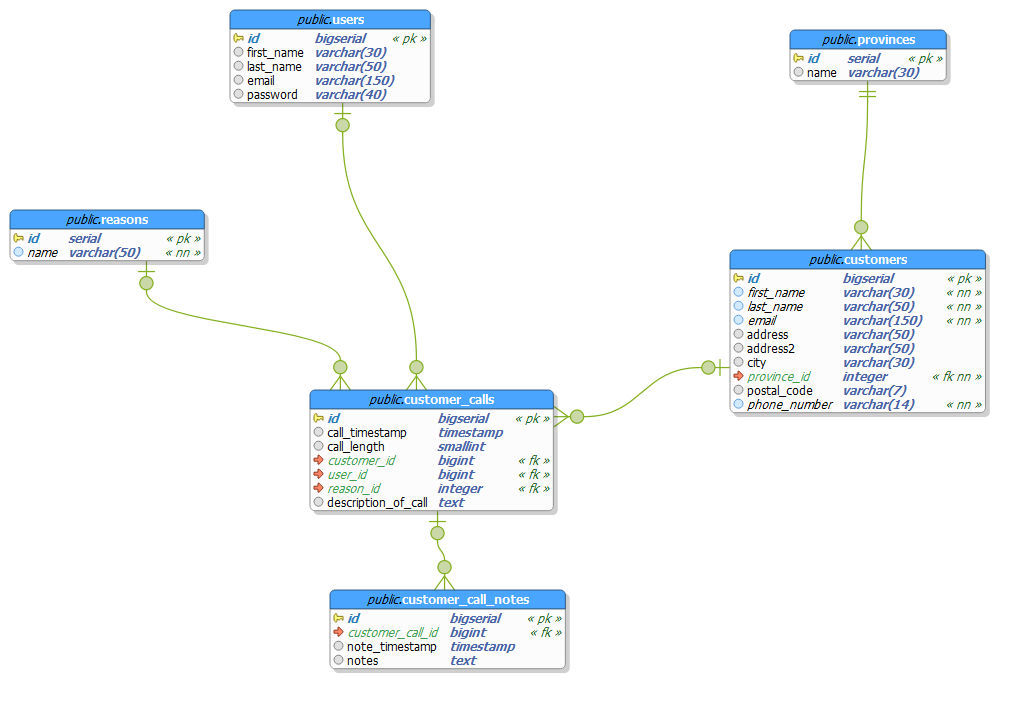 public.users
id bigserial « pk »
first_name varchar(30)
last_name varchar(50)
email varchar(150)
password varchar(40)
public.provinces
id serial « pk »
name varchar(30)
public.reasons
id serial « pk »
name varchar(50) « nn »
public.customers
id bigserial « pk »
first_name varchar(30) « nn »
last_name varchar(50) « nn »
email varchar(150) « nn »
address varchar(50)
address2 varchar(50)
city varchar(30)
province_id integer « fk nn »
postal_code varchar(7)
phone_number varchar(14) « nn »
public.customer_calls
id bigserial « pk »
call_timestamp timestamp
call_length smallint
customer_id bigint « fk »
user_id bigint « fk »
reason_id integer « fk »
description_of_call text
public.customer_call_notes
id bigserial « pk »
customer_call_id bigint « fk »
note_timestamp timestamp
notes text